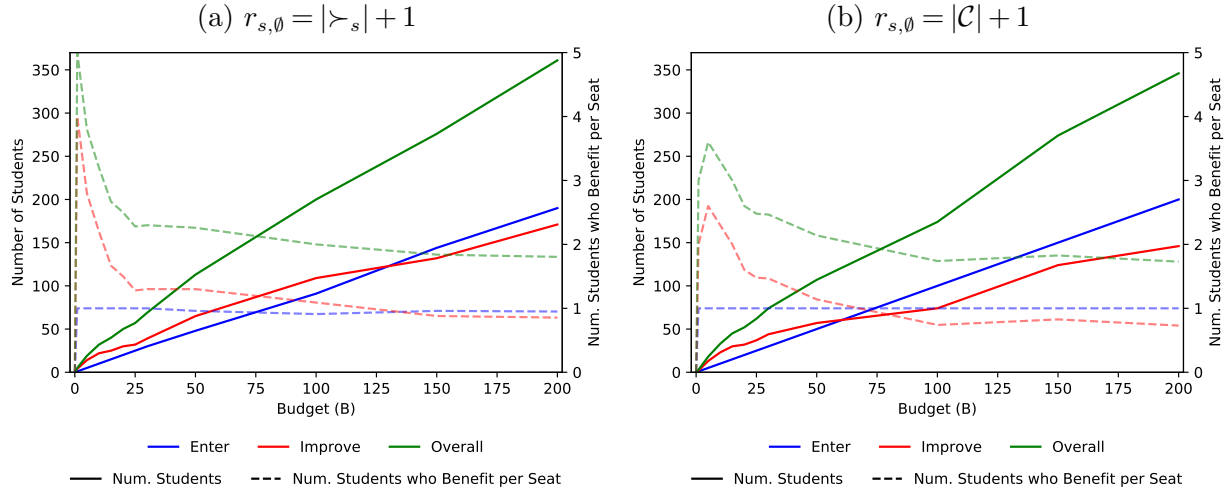 (a) r_{s,∅} = |≻_s| + 1
350
300
250
200
150
100
50
0
Number of Students
5
4
3
2
1
0
Num. Students who Benefit per Seat
0 25 50 75 100 125 150 175 200
Budget (B)
Enter Improve Overall
Num. Students Num. Students who Benefit per Seat
(b) r_{s,∅} = |𝒞| + 1
350
300
250
200
150
100
50
0
Number of Students
5
4
3
2
1
0
Num. Students who Benefit per Seat
0 25 50 75 100 125 150 175 200
Budget (B)
Enter Improve Overall
Num. Students Num. Students who Benefit per Seat